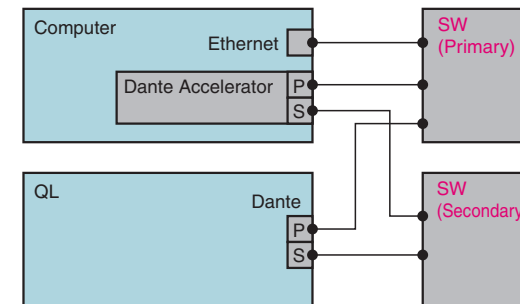 Computer
Ethernet
Dante Accelerator
P
S
SW
(Primary)
QL
Dante
P
S
SW
(Secondary